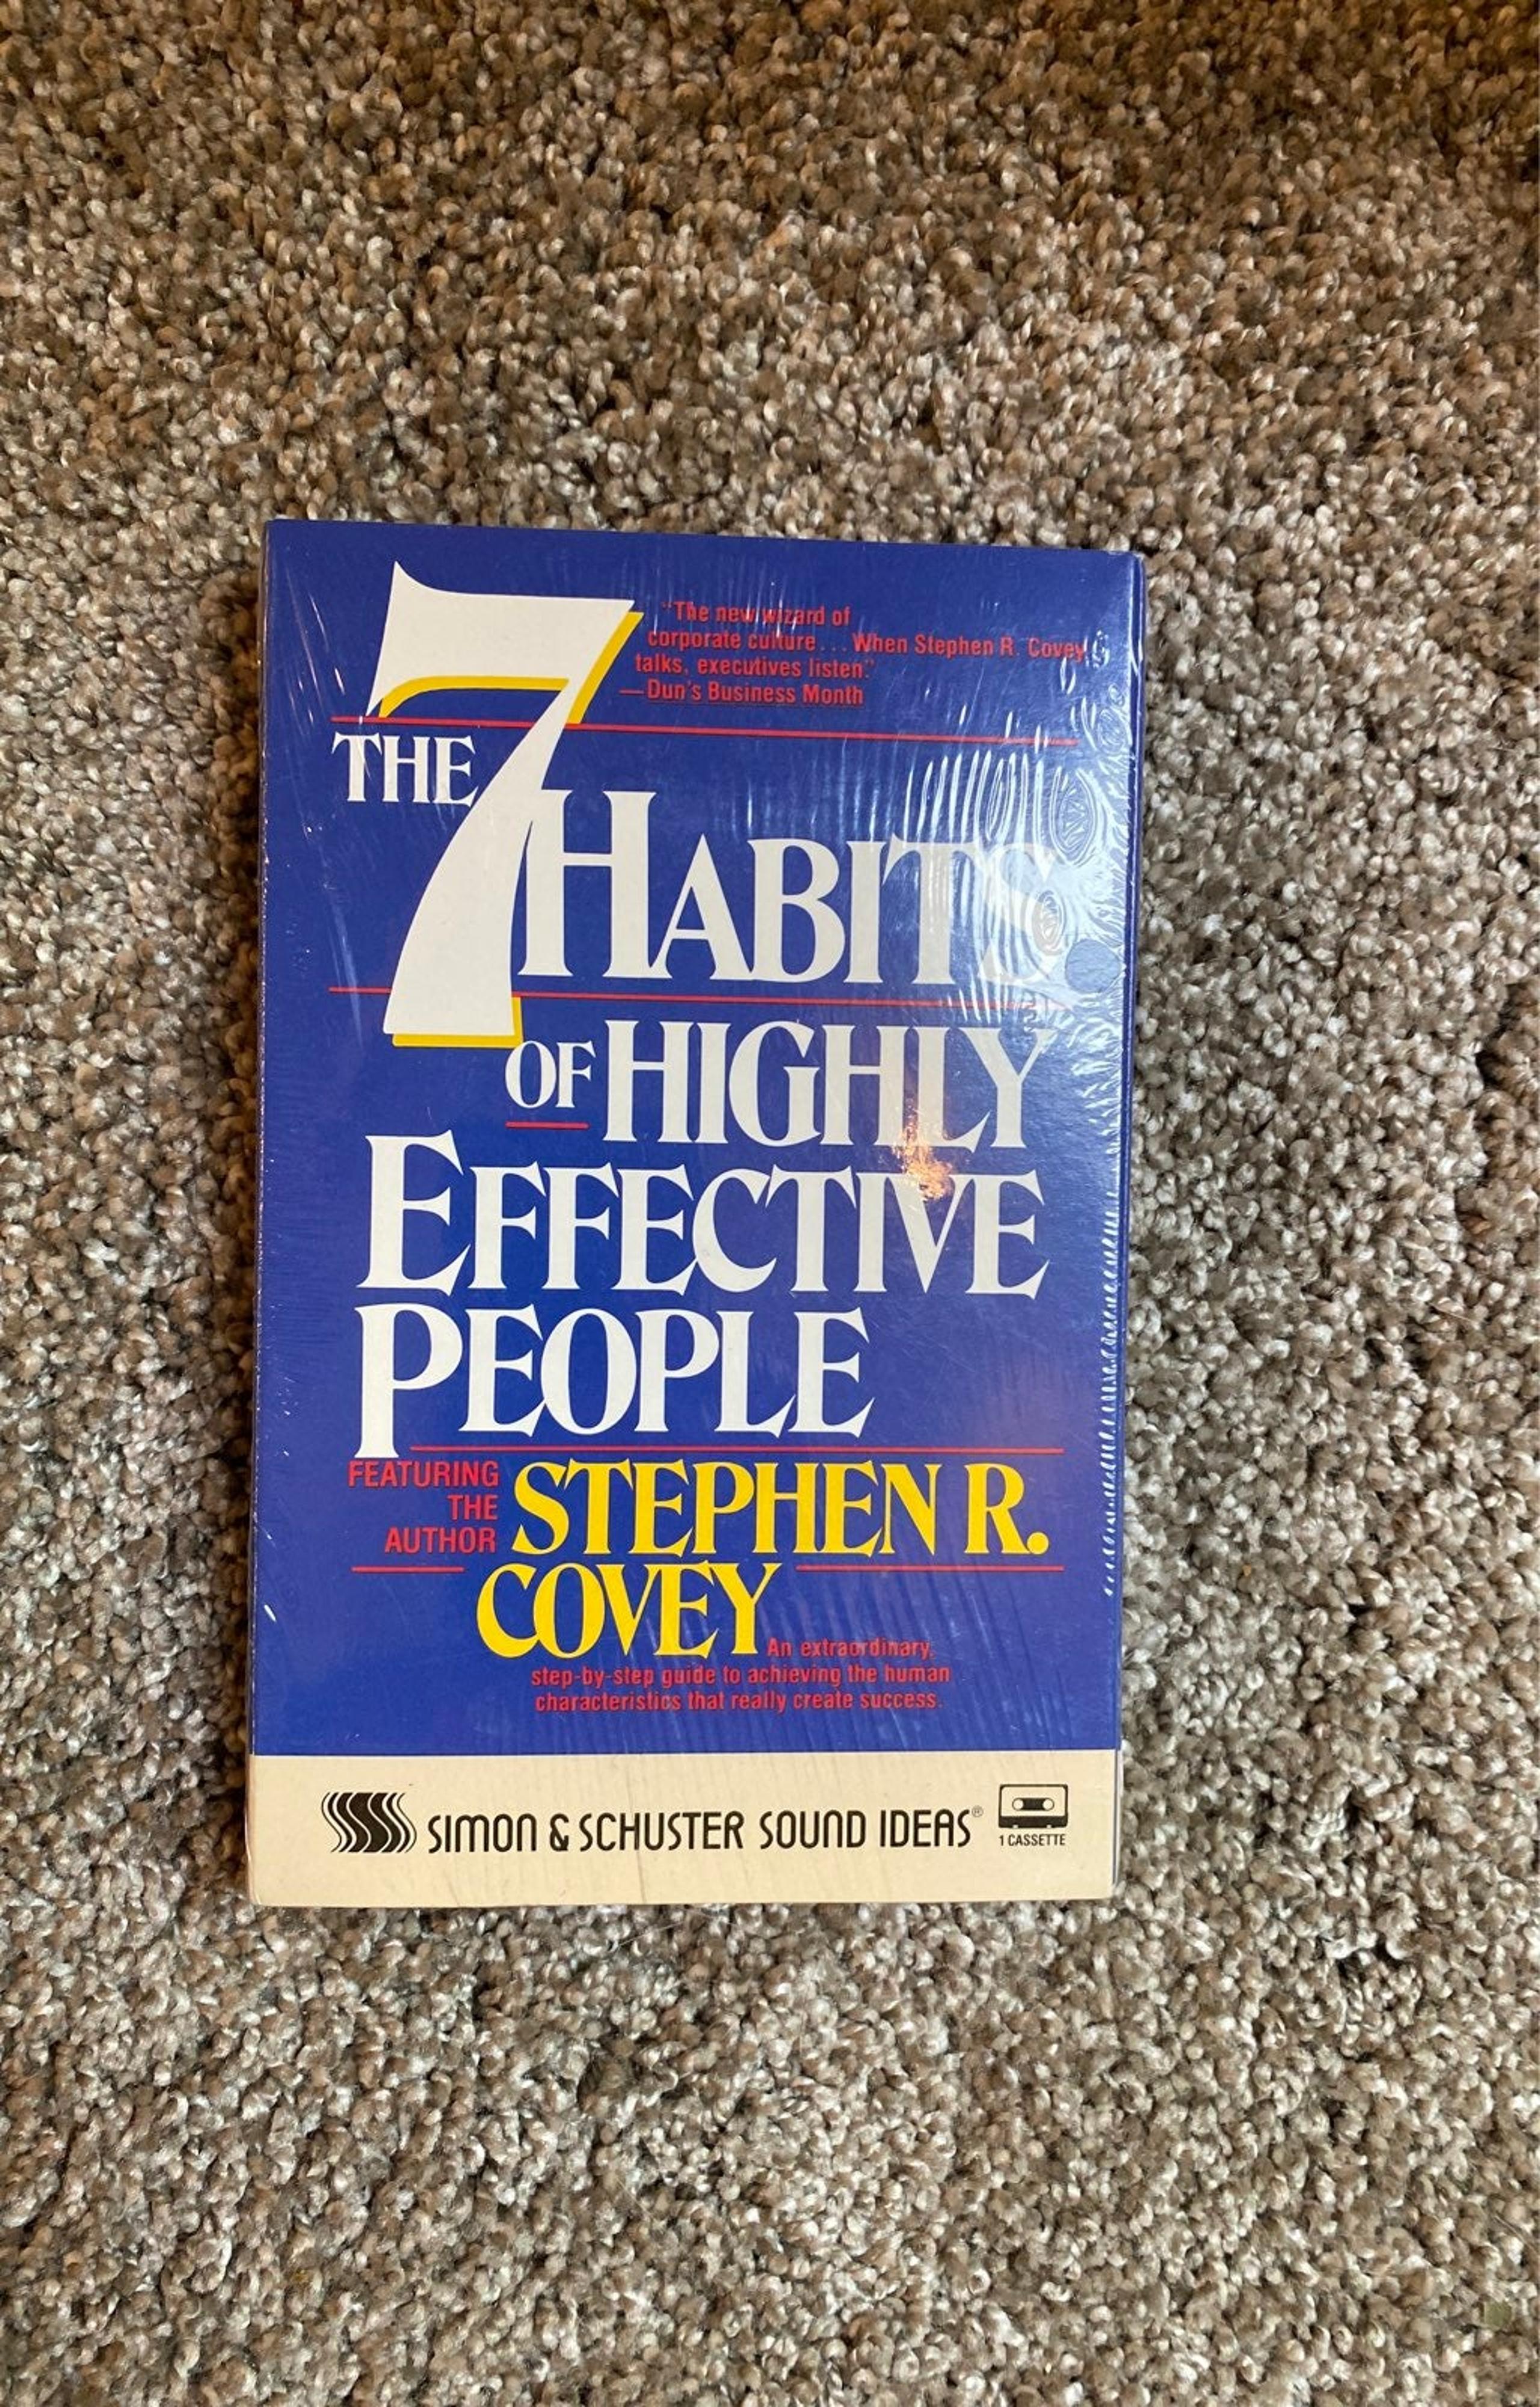 "The new wizard of
corporate culture... When Stephen R. Covey
talks, executives listen."
—Dun's Business Month
THE 7 HABITS
OF HIGHLY
EFFECTIVE
PEOPLE
FEATURING
THE
AUTHOR
STEPHEN R.
COVEY
An extraordinary,
step-by-step guide to achieving the human
characteristics that really create success.
SIMON & SCHUSTER SOUND IDEAS®
1 CASSETTE